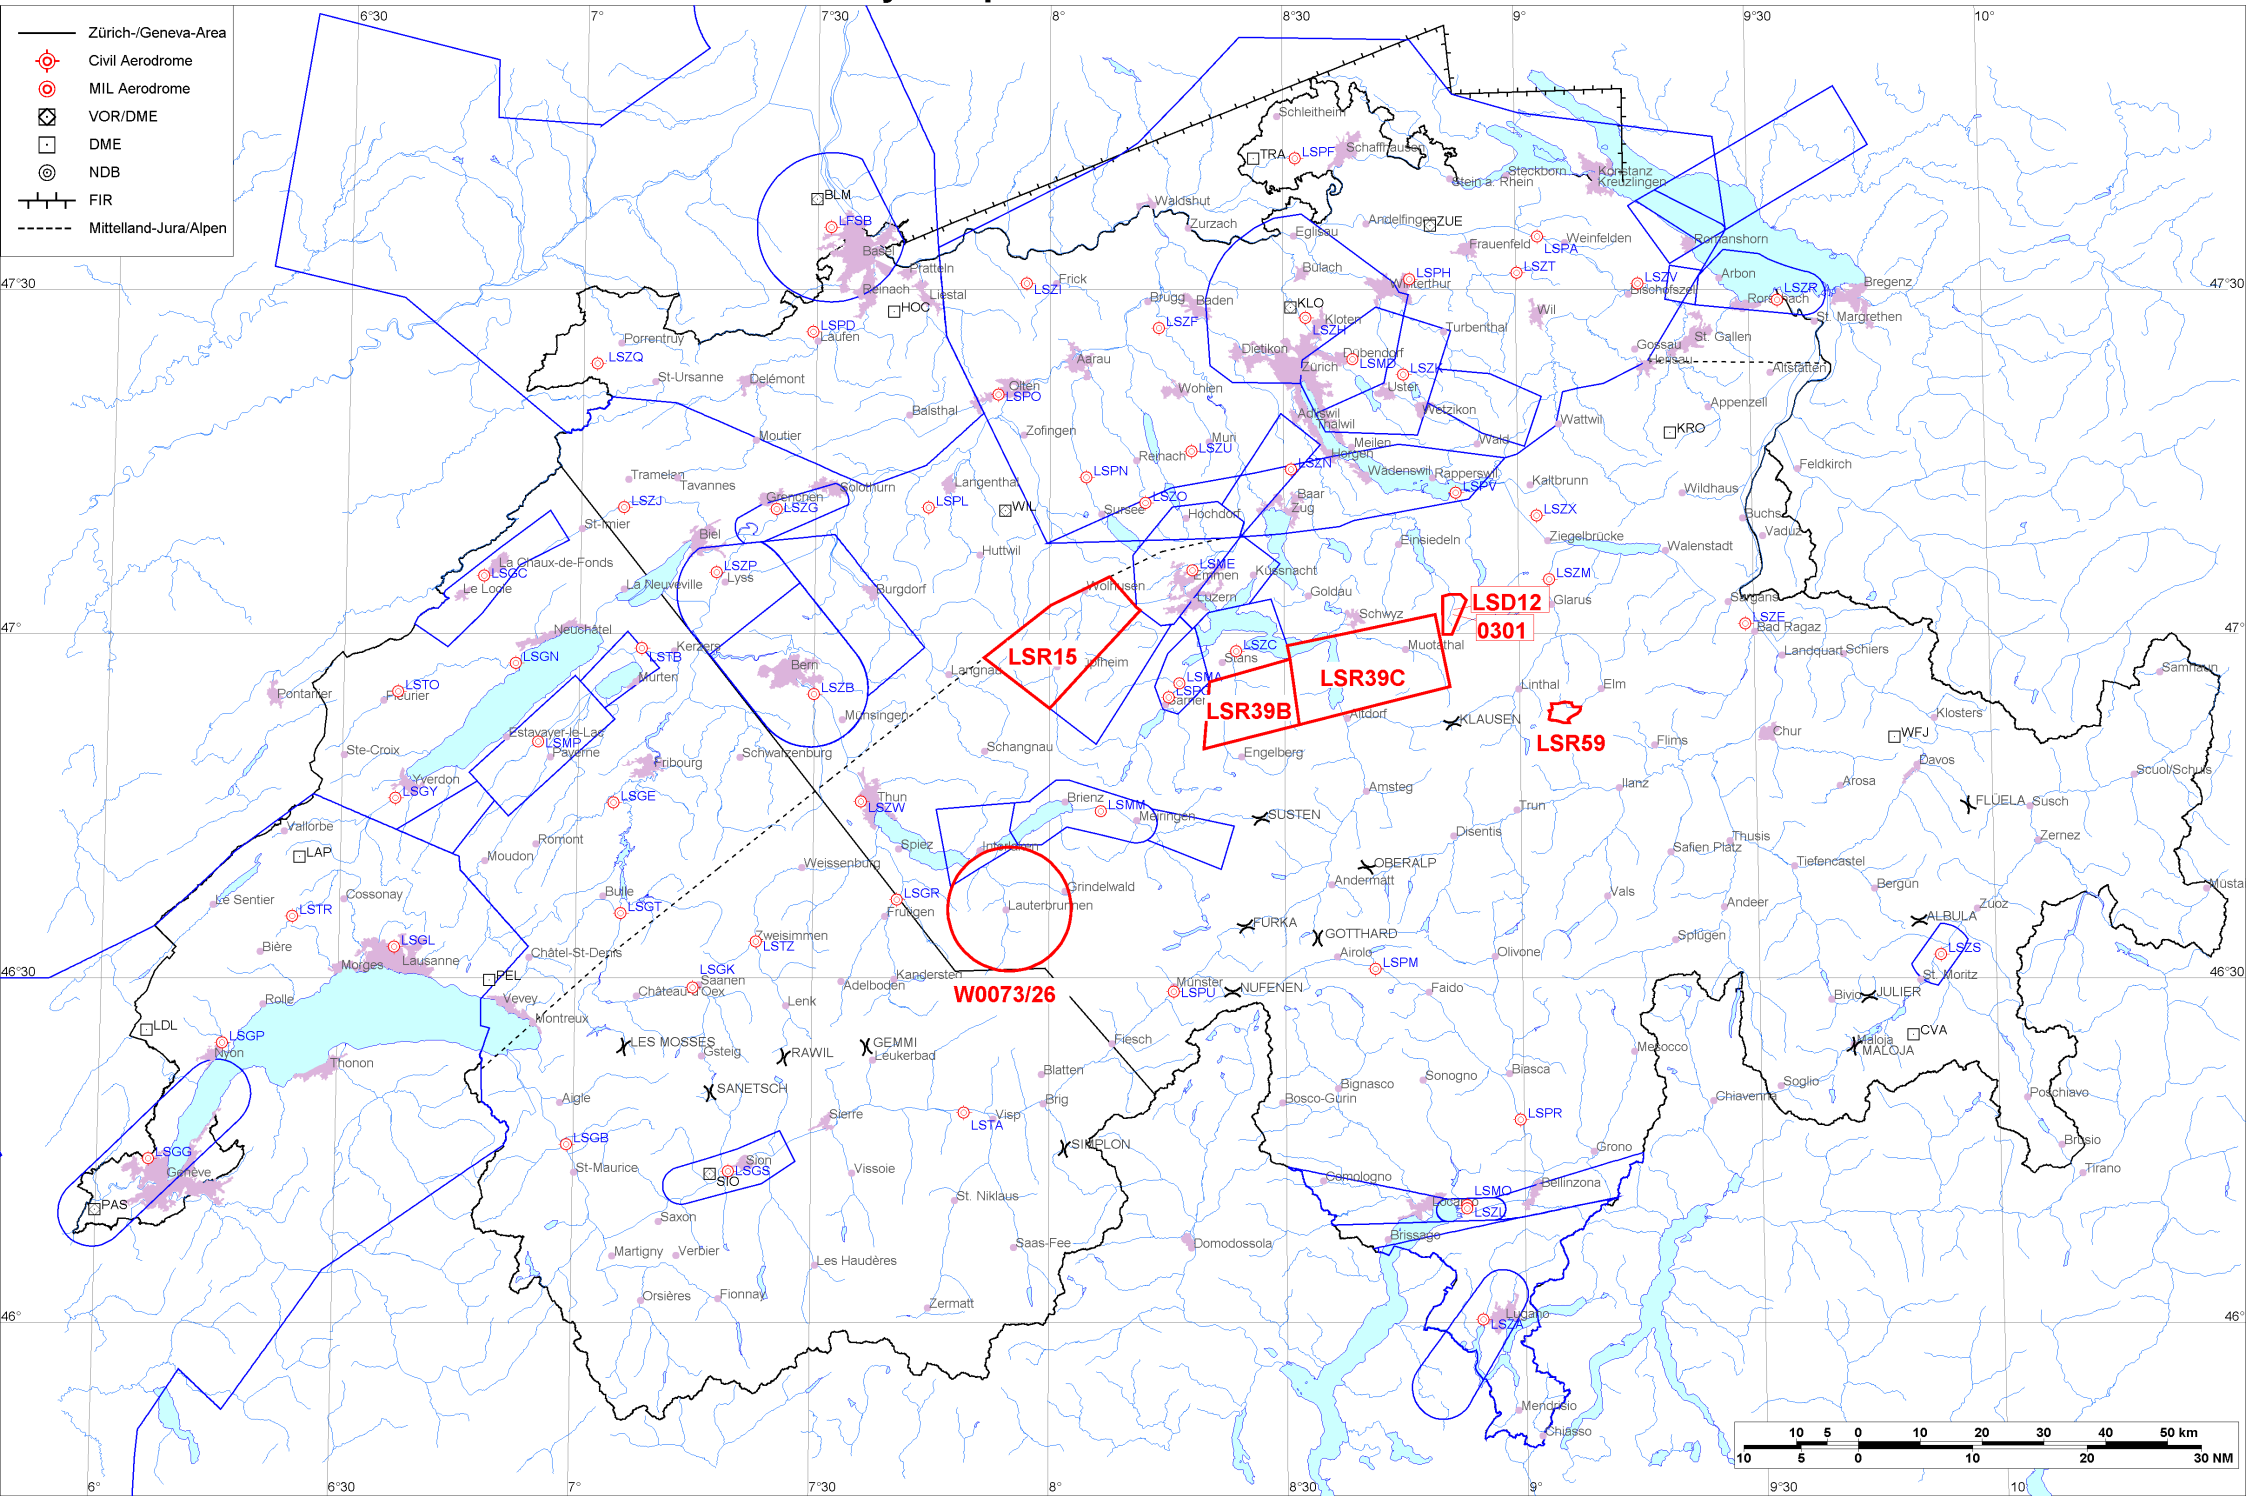 6°30
7°
7°30
8°
8°30
9°
9°30
10°
Zürich-/Geneva-Area
Civil Aerodrome
MIL Aerodrome
VOR/DME
DME
NDB
FIR
Mittelland-Jura/Alpen
Schleitheim
TRA
LSPF
Schaffhausen
Steckborn
Konstanz
Stein a. Rhein
Kreuzlingen
BLM
Waldshut
LFSB
Zurzach
Eglisau
Andelfingen
ZUE
LSPA
Weinfelden
Romanshorn
Basel
Frauenfeld
Pratteln
Bülach
LSPH
LSZT
LSZV
Arbon
47°30
Reinach
Liestal
LSZI
Frick
Winterthur
Bischofszell
LSZR
Bregenz
47°30
HOC
Brugg
Baden
KLO
Kloten
Wil
Rorschach
St. Margrethen
LSPD
Laufen
LSZF
LSZH
Turbenthal
St. Gallen
Porrentruy
LSZQ
Aarau
Dietikon
Dübendorf
LSMD
Gossau
Herisau
Zürich
LSZK
Altstätten
St-Ursanne
Delémont
Olten
LSPO
Wohlen
Uster
Balsthal
Adliswil
Wetzikon
Appenzell
Thalwil
Wattwil
Moutier
Zofingen
Muri
Meilen
Wald
KRO
LSZU
Horgen
Reinach
LSZN
Wädenswil
Rapperswil
Feldkirch
Tramelan
Tavannes
LSPN
Kaltbrunn
Langenthal
Solothurn
Grenchen
LSZG
LSZJ
LSPL
WIL
LSZO
Baar
Zug
LSPV
Wildhaus
Sursee
Hochdorf
LSZX
Buchs
St-Imier
Biel
Vaduz
Einsiedeln
Ziegelbrücke
Walenstadt
Huttwil
La Chaux-de-Fonds
LSGC
LSZP
Lyss
LSME
Emmen
Küssnacht
LSZM
Le Locle
La Neuveville
Burgdorf
Wolhusen
Luzern
Goldau
LSD12
Glarus
Sargans
Schwyz
LSZE
47°
Neuchâtel
0301
Bad Ragaz
47°
Kerzers
LSZC
Muotathal
LSGN
LSTB
LSR15
Stans
Landquart
Schiers
Bern
Langnau
Samnaun
Murten
LSMA
LSR39C
Linthal
Elm
LSTO
Fleurier
LSZB
Sarnen
LSR39B
Pontarlier
Münsingen
Altdorf
KLAUSEN
Klosters
Estavayer-le-Lac
LSMP
Payerne
Ste-Croix
Schwarzenburg
Schangnau
Engelberg
LSR59
Flims
Chur
WFJ
Fribourg
Davos
Yverdon
LSGY
Scuol/Schuls
LSGE
Thun
LSZW
Brienz
LSMM
Meiringen
Amsteg
Ilanz
Arosa
FLÜELA
Susch
Trun
SUSTEN
Vallorbe
Disentis
Thusis
Zernez
Romont
Moudon
Spiez
Interlaken
Safien Platz
LAP
Weissenburg
OBERALP
Tiefencastel
Grindelwald
Andermatt
Bergün
Cossonay
Bulle
LSGR
Vals
Le Sentier
Lauterbrunnen
Andeer
Zuoz
LSTR
LSGT
Frutigen
FURKA
ALBULA
Zweisimmen
LSTZ
GOTTHARD
Splügen
Bière
LSGL
Lausanne
Morges
Châtel-St-Denis
Airolo
LSPM
Olivone
LSZS
46°30
PEL
LSGK
Saanen
Kandersten
St. Moritz
46°30
Münster
LSPU
NUFENEN
Faido
Adelboden
Château-d'Oex
W0073/26
Bivio
JULIER
Rolle
Vevey
Lenk
LDL
Montreux
CVA
LSGP
LES MOSSES
Gsteig
RAWIL
GEMMI
Leukerbad
Fiesch
Mesocco
Maloja
MALOJA
Nyon
Thonon
Blatten
Sonogno
Biasca
SANETSCH
Bignasco
Soglio
Aigle
Brig
Bosco-Gurin
Chiavenna
Poschiavo
Sierre
LSTA
Visp
LSPR
LSGB
SIMPLON
Grono
Brusio
LSGG
Genève
St-Maurice
Sion
LSGS
SIO
Vissoie
Comologno
Tirano
Bellinzona
LSMO
PAS
St. Niklaus
Locarno
LSZL
Saxon
Martigny
Verbier
Les Haudères
Saas-Fee
Domodossola
Brissago
Orsières
Fionnay
Zermatt
46°
Lugano
LSZA
46°
Mendrisio
Chiasso
10 5 0 10 20 30 40 50 km
10 5 0 10 20 30 NM
6°
6°30
7°
7°30
8°
8°30
9°
9°30
10°